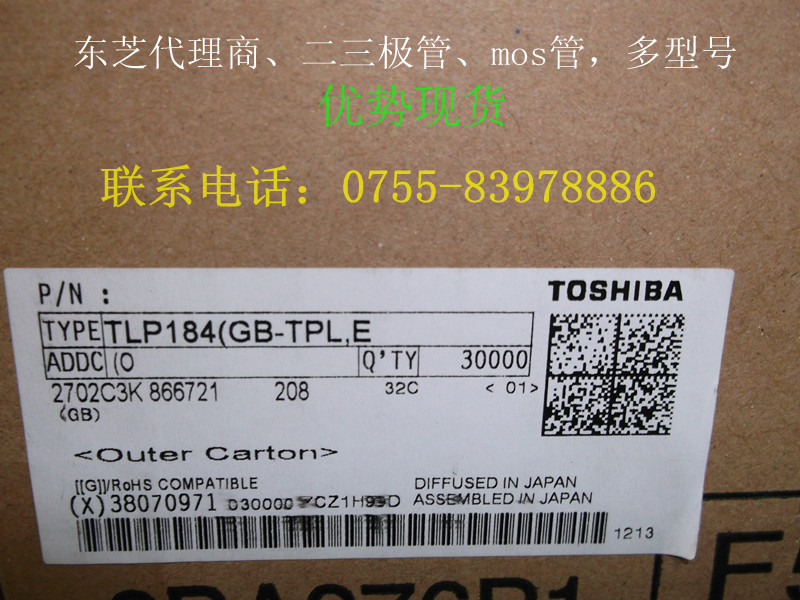 东芝代理商、二三极管、mos管，多型号
优势现货
联系电话：0755-83978886
P/N :
TOSHIBA
TYPE TLP184(GB-TPL,E
ADDC (O Q'TY 30000
2702C3K 866721 208 32C < 01>
(GB)
<Outer Carton>
[[G]]/RoHS COMPATIBLE DIFFUSED IN JAPAN
(X)38070971 030000 ASSEMBLED IN JAPAN
1213